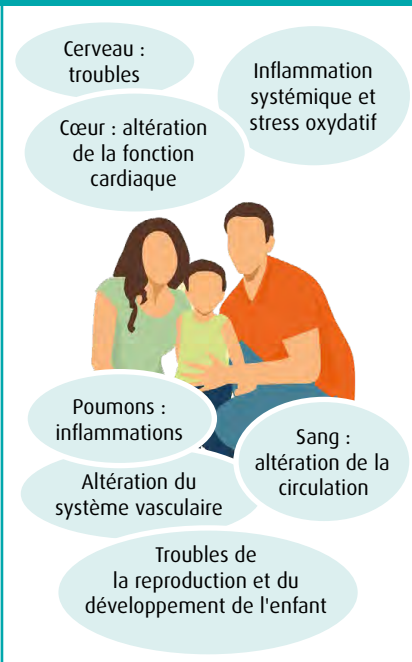 Cerveau :
troubles
Inflammation
systémique et
stress oxydatif
Cœur : altération
de la fonction
cardiaque
Poumons :
inflammations
Sang :
altération de la
circulation
Altération du
système vasculaire
Troubles de
la reproduction et du
développement de l'enfant